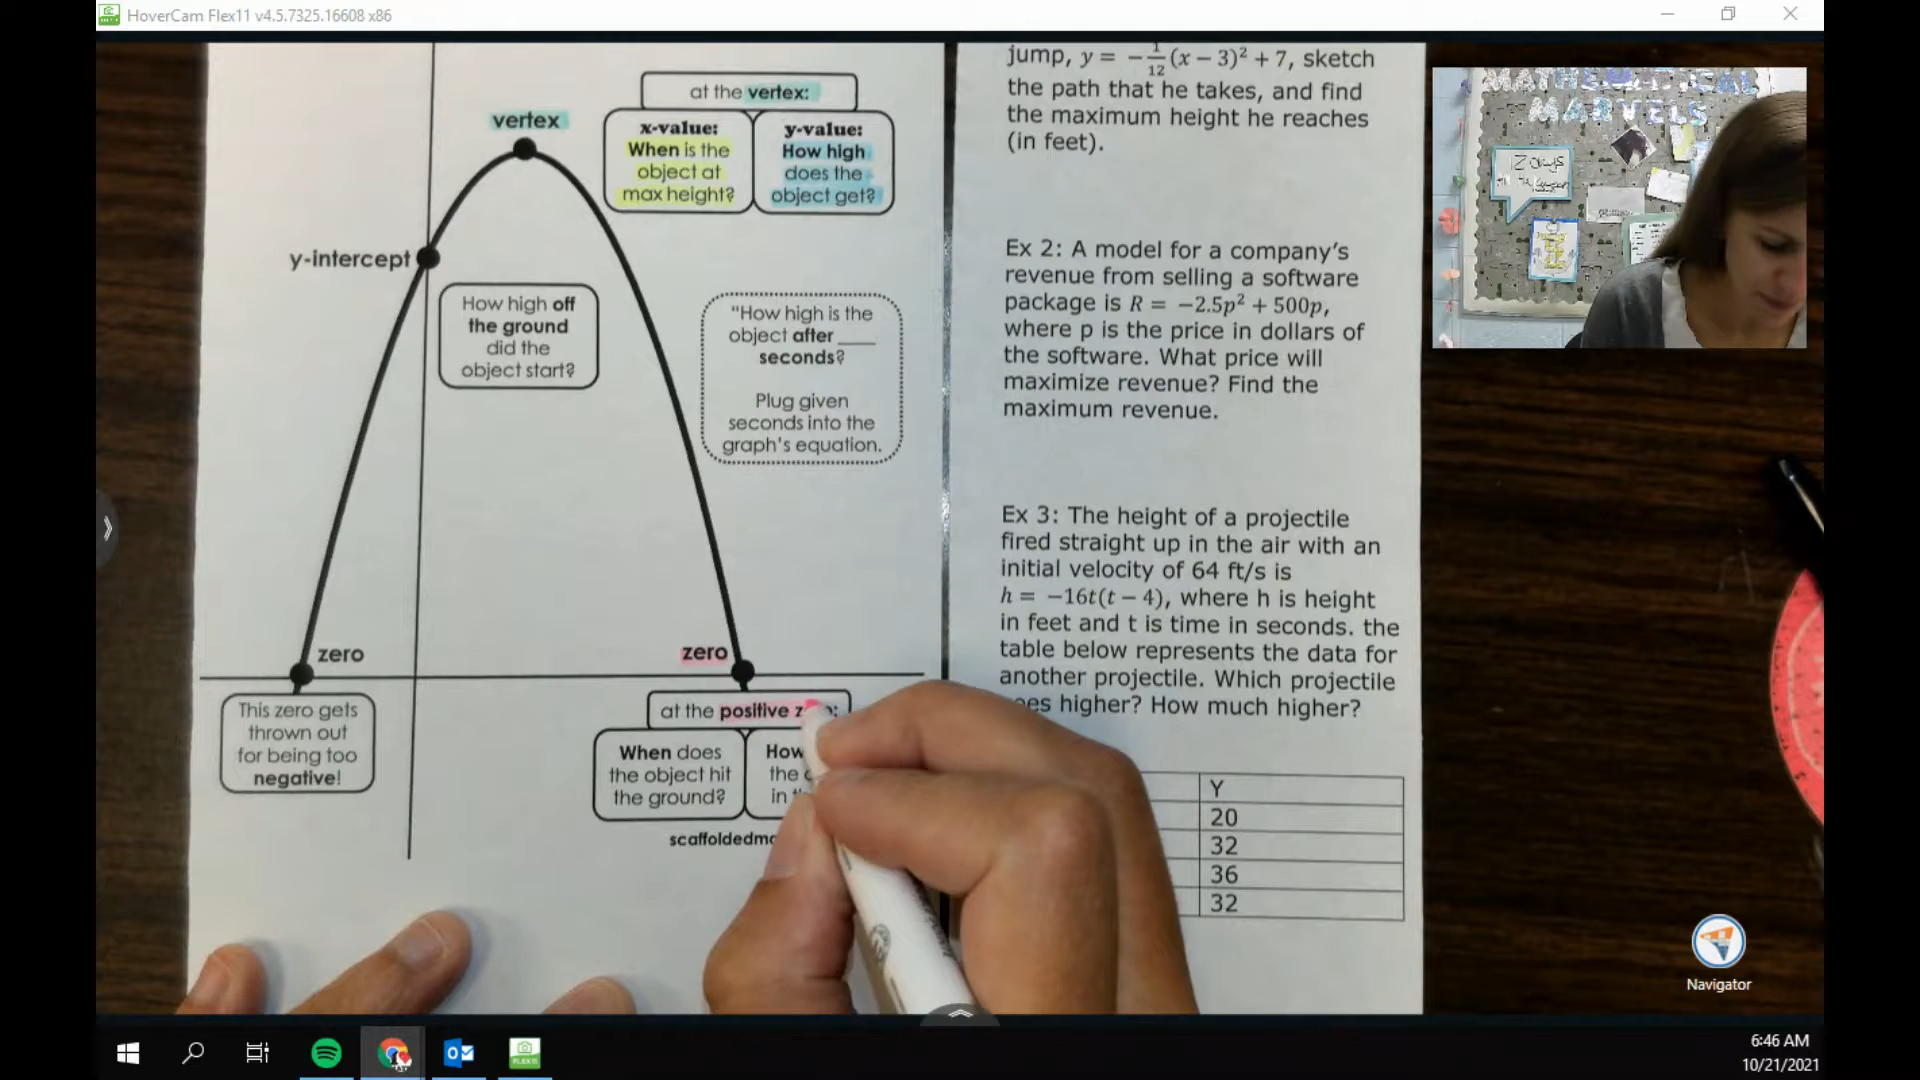 HoverCam Flex11 v4.5.7325.16608 x86
at the vertex:
vertex
x-value:
When is the
object at
max height?
y-value:
How high
does the
object get?
y-intercept
How high off
the ground
did the
object start?
"How high is the
object after ____
seconds?
Plug given
seconds into the
graph's equation.
zero
zero
This zero gets
thrown out
for being too
negative!
at the positive
When does
the object hit
the ground?
How
the
in
jump, y = −1/12(x − 3)² + 7, sketch
the path that he takes, and find
the maximum height he reaches
(in feet).
Ex 2: A model for a company's
revenue from selling a software
package is R = −2.5p² + 500p,
where p is the price in dollars of
the software. What price will
maximize revenue? Find the
maximum revenue.
Ex 3: The height of a projectile
fired straight up in the air with an
initial velocity of 64 ft/s is
h = −16t(t − 4), where h is height
in feet and t is time in seconds. the
table below represents the data for
another projectile. Which projectile
higher? How much higher?
Y
20
32
36
32
MATHEMATICAL
MARVELS
Navigator
FLEX11
6:46 AM
10/21/2021